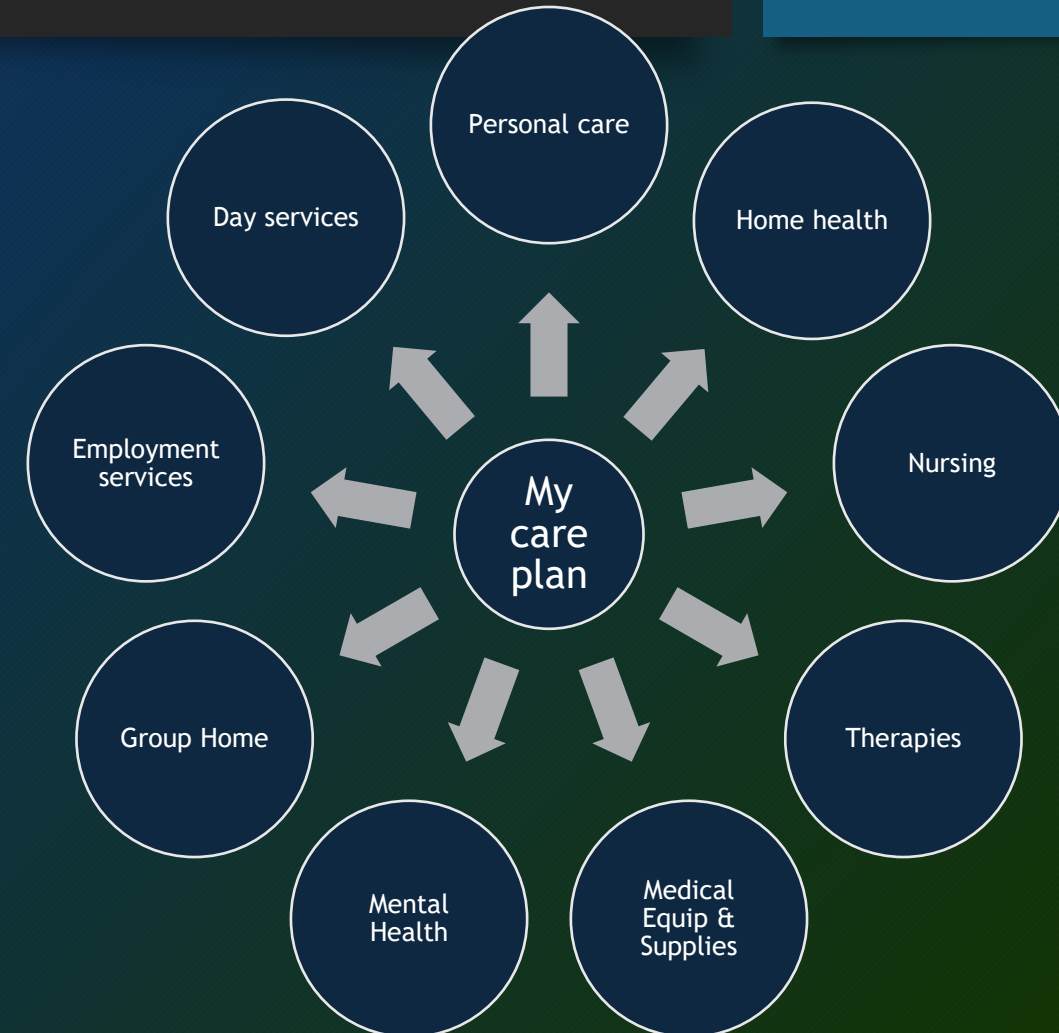 Personal care
Day services
Home health
Employment
services
Nursing
My
care
plan
Group Home
Therapies
Mental
Health
Medical
Equip &
Supplies